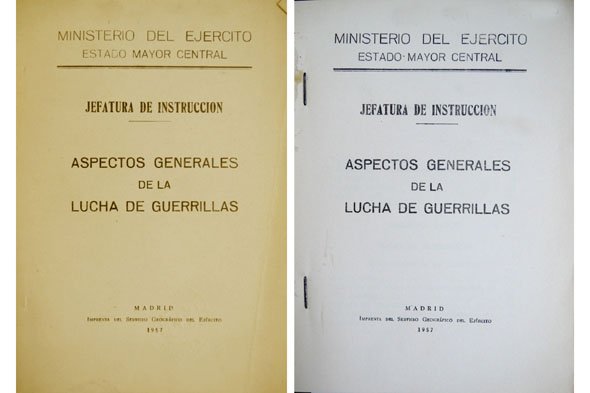 MINISTERIO DEL EJERCITO
ESTADO MAYOR CENTRAL
JEFATURA DE INSTRUCCION
ASPECTOS GENERALES
DE LA
LUCHA DE GUERRILLAS
MADRID
IMPRENTA DEL SERVICIO GEOGRÁFICO DEL EJÉRCITO
1957
MINISTERIO DEL EJERCITO
ESTADO-MAYOR CENTRAL
JEFATURA DE INSTRUCCION
ASPECTOS GENERALES
DE LA
LUCHA DE GUERRILLAS
MADRID
IMPRENTA DEL SERVICIO GEOGRÁFICO DEL EJÉRCITO
1957